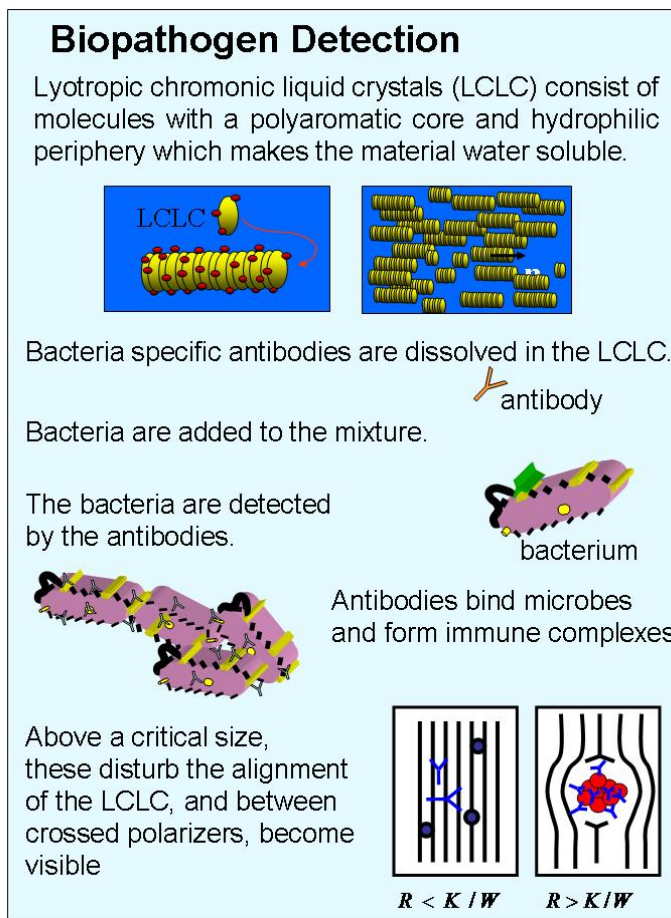 Biopathogen Detection
Lyotropic chromonic liquid crystals (LCLC) consist of
molecules with a polyaromatic core and hydrophilic
periphery which makes the material water soluble.
LCLC
n
Bacteria specific antibodies are dissolved in the LCLC.
antibody
Bacteria are added to the mixture.
The bacteria are detected
by the antibodies.
bacterium
Antibodies bind microbes
and form immune complexes
Above a critical size,
these disturb the alignment
of the LCLC, and between
crossed polarizers, become
visible
R < K/W
R > K/W